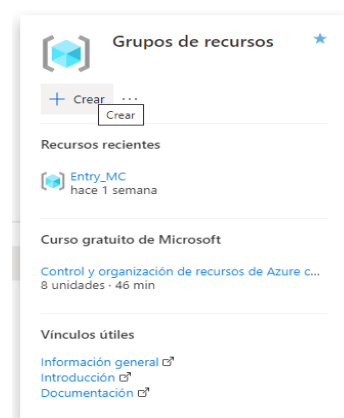 Grupos de recursos
+ Crear ...
Crear
Recursos recientes
Entry_MC
hace 1 semana
Curso gratuito de Microsoft
Control y organización de recursos de Azure c...
8 unidades · 46 min
Vínculos útiles
Información general
Introducción
Documentación